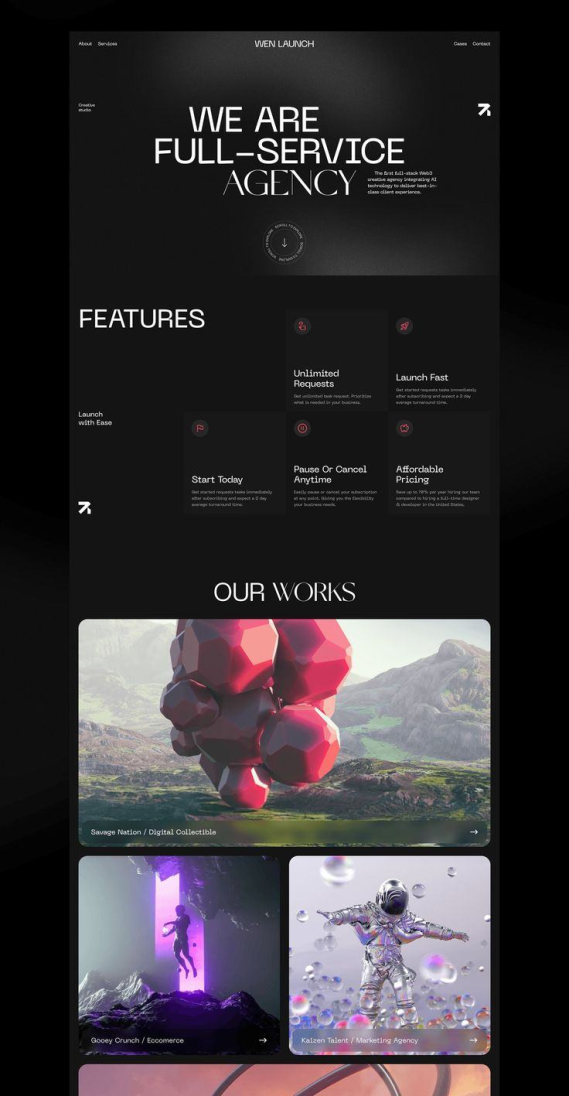 About Services
WEN LAUNCH
Cases Contact
Creative
studio
WE ARE
FULL-SERVICE
AGENCY
The first full-stack Web3
creative agency integrating AI
technology to deliver best-in-
class client experience.
FEATURES
Launch
with Ease
Unlimited
Requests
Get unlimited task request. Prioritize
what is needed in your business.
Launch Fast
Get started requests tasks immediately
after subscribing and expect a 2 day
average turnaround time.
Start Today
Get started requests tasks immediately
after subscribing and expect a 2 day
average turnaround time.
Pause Or Cancel
Anytime
Easily pause or cancel your subscription
at any point. Giving you the flexibility
your business needs.
Affordable
Pricing
Save up to 78% per year hiring our team
compared to hiring a full-time designer
& developer in the United States.
OUR WORKS
Savage Nation / Digital Collectible
Gooey Crunch / Eccomerce
Kaizen Talent / Marketing Agency